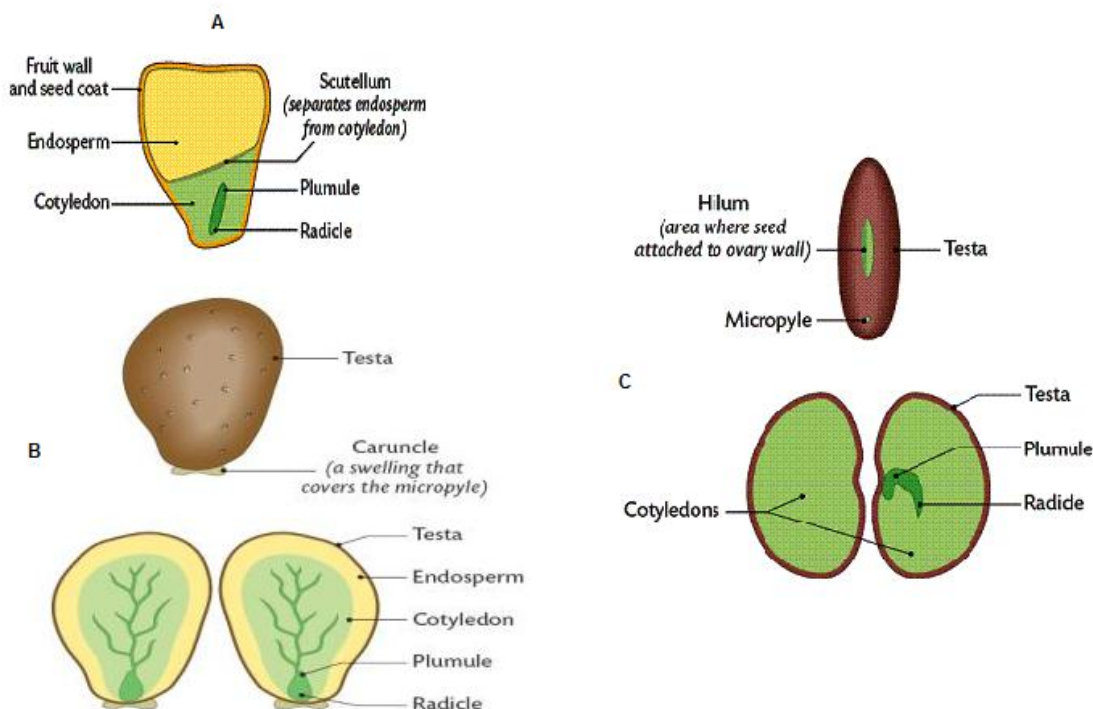 A
Fruit wall
and seed coat
Scutellum
(separates endosperm
from cotyledon)
Endosperm
Cotyledon
Plumule
Radicle
Hilum
(area where seed
attached to ovary wall)
Testa
Micropyle
B
Testa
Caruncle
(a swelling that
covers the micropyle)
Testa
Endosperm
Cotyledon
Plumule
Radicle
C
Testa
Plumule
Radicle
Cotyledons